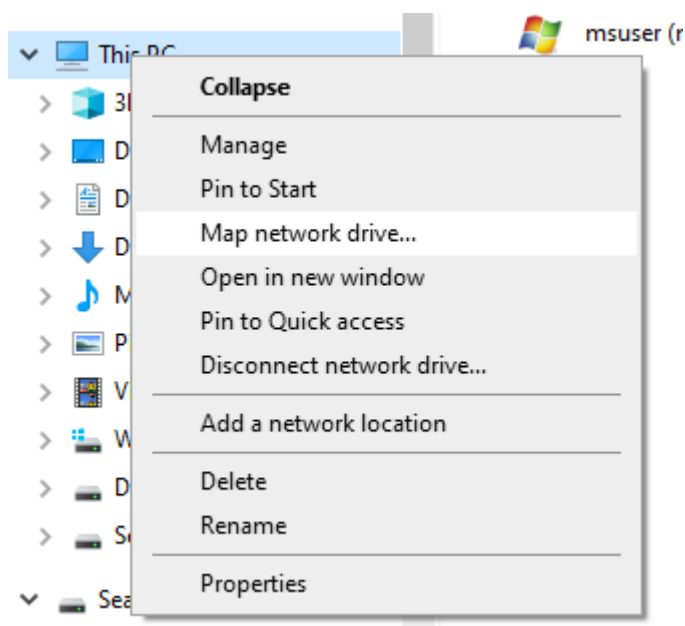 This PC
msuser (r
Collapse
3
Manage
D
Pin to Start
D
Map network drive...
D
Open in new window
M
Pin to Quick access
P
Disconnect network drive...
V
Add a network location
W
Delete
D
Rename
S
Properties
Sea